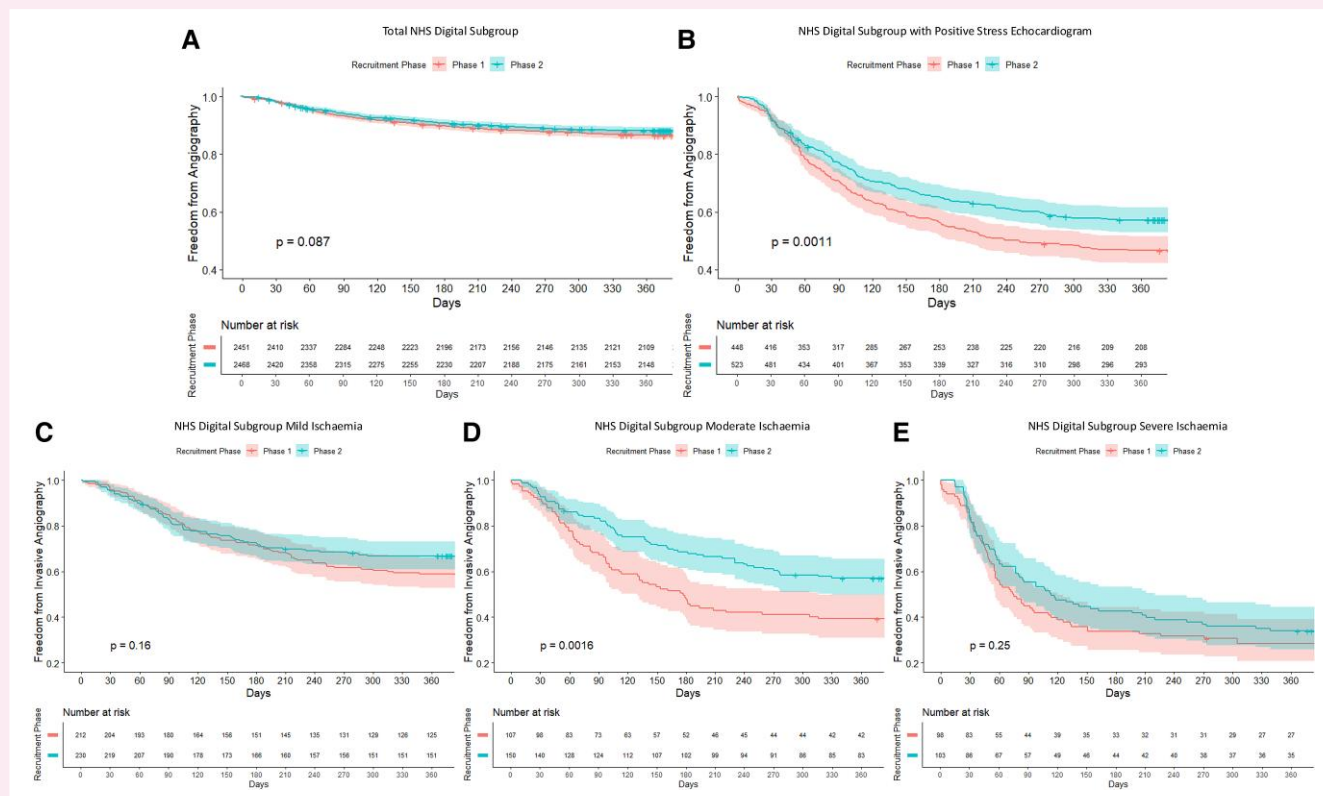 A
Total NHS Digital Subgroup
Recruitment Phase Phase 1 Phase 2
Freedom from Angiography
1.0
0.8
0.6
0.4
p = 0.087
0 30 60 90 120 150 180 210 240 270 300 330 360
Days
Recruitment Phase
Number at risk
2451 2410 2337 2284 2248 2223 2196 2173 2156 2146 2135 2121 2109
2468 2420 2358 2315 2275 2255 2230 2207 2188 2175 2161 2153 2148
0 30 60 90 120 150 180 210 240 270 300 330 360
Days
B
NHS Digital Subgroup with Positive Stress Echocardiogram
Recruitment Phase Phase 1 Phase 2
Freedom from Angiography
1.0
0.8
0.6
0.4
p = 0.0011
0 30 60 90 120 150 180 210 240 270 300 330 360
Days
Recruitment Phase
Number at risk
448 416 353 317 285 267 253 238 225 220 216 209 208
523 481 434 401 367 353 339 327 316 310 296 296 293
0 30 60 90 120 150 180 210 240 270 300 330 360
Days
C
NHS Digital Subgroup Mild Ischaemia
Recruitment Phase Phase 1 Phase 2
Freedom from Invasive Angiography
1.0
0.8
0.6
0.4
0.2
p = 0.16
0 30 60 90 120 150 180 210 240 270 300 330 360
Days
Recruitment Phase
Number at risk
212 204 193 180 164 156 151 145 135 131 129 126 125
230 219 207 190 178 173 166 160 157 156 151 151 151
0 30 60 90 120 150 180 210 240 270 300 330 360
Days
D
NHS Digital Subgroup Moderate Ischaemia
Recruitment Phase Phase 1 Phase 2
Freedom from Invasive Angiography
1.0
0.8
0.6
0.4
0.2
p = 0.0016
0 30 60 90 120 150 180 210 240 270 300 330 360
Days
Recruitment Phase
Number at risk
107 98 83 73 63 57 52 46 45 44 44 42 42
150 140 128 124 112 107 102 99 94 91 86 85 83
0 30 60 90 120 150 180 210 240 270 300 330 360
Days
E
NHS Digital Subgroup Severe Ischaemia
Recruitment Phase Phase 1 Phase 2
Freedom from Invasive Angiography
1.0
0.8
0.6
0.4
0.2
p = 0.25
0 30 60 90 120 150 180 210 240 270 300 330 360
Days
Recruitment Phase
Number at risk
98 83 55 44 39 35 33 32 31 31 29 27 27
103 86 67 57 49 46 44 42 40 38 37 36 35
0 30 60 90 120 150 180 210 240 270 300 330 360
Days